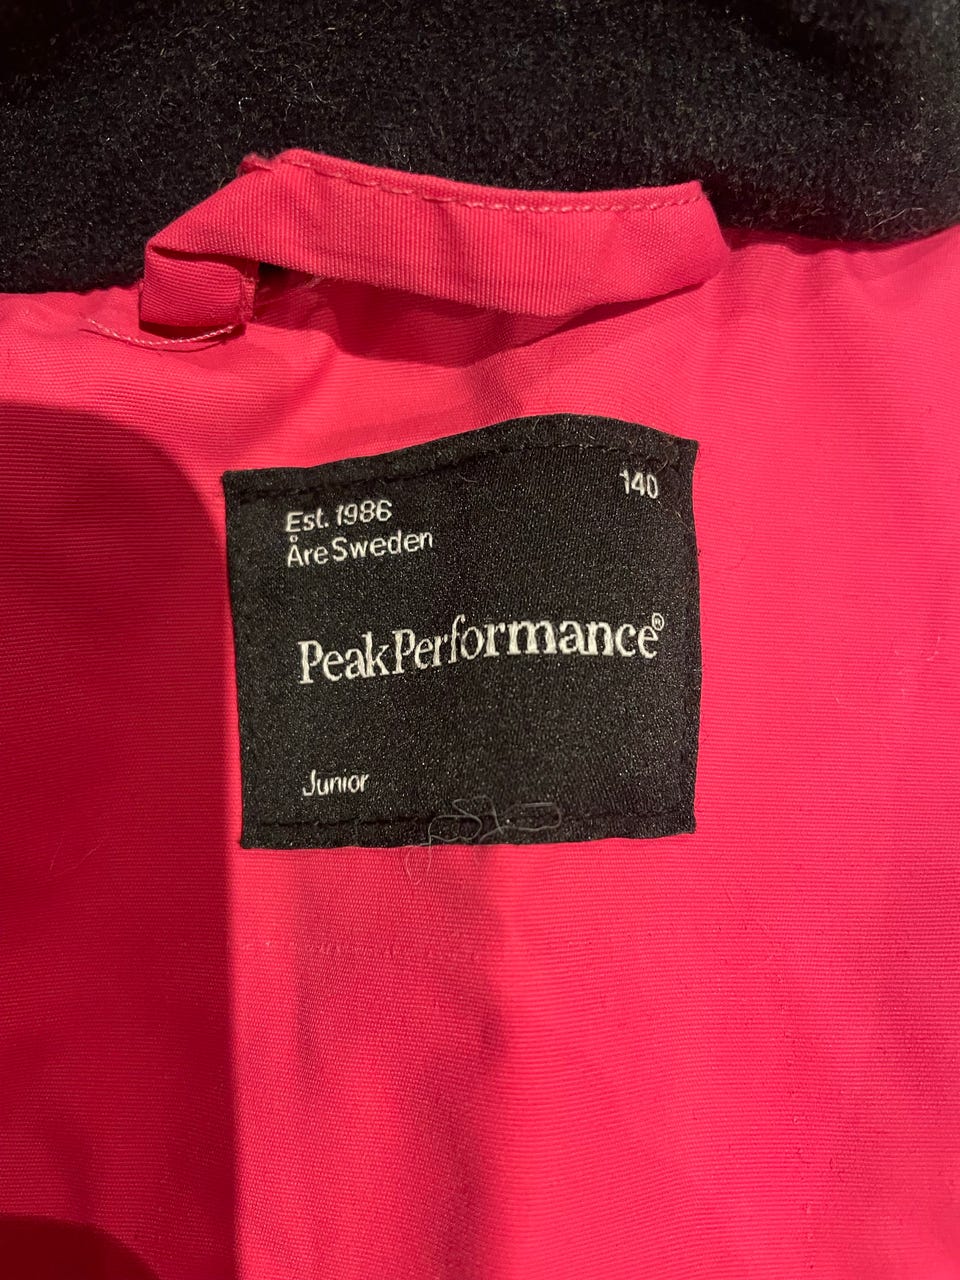 140
Est. 1986
Åre Sweden
PeakPerformance®
Junior